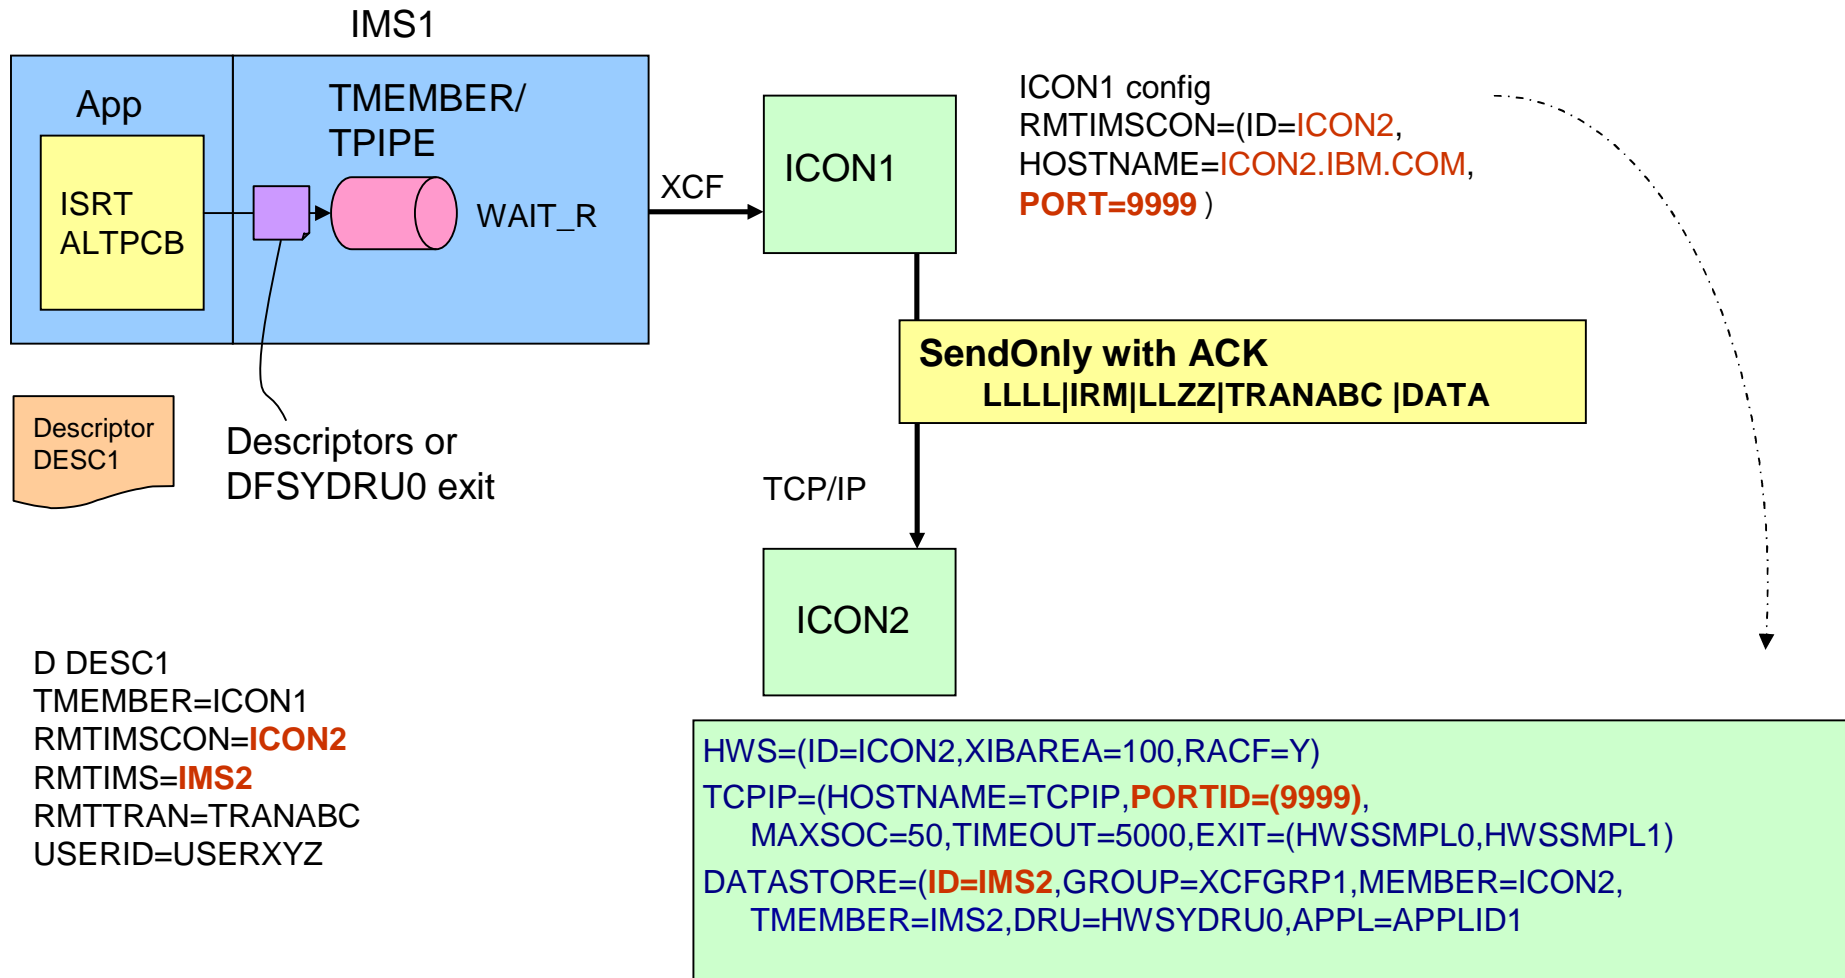 IMS1
App
TMEMBER/
TPIPE
ISRT
ALTPCB
WAIT_R
XCF
ICON1
ICON1 config
RMTIMSCON=(ID=ICON2,
HOSTNAME=ICON2.IBM.COM,
PORT=9999 )
SendOnly with ACK
LLLL|IRM|LLZZ|TRANABC |DATA
Descriptor
DESC1
Descriptors or
DFSYDRU0 exit
TCP/IP
ICON2
D DESC1
TMEMBER=ICON1
RMTIMSCON=ICON2
RMTIMS=IMS2
RMTTRAN=TRANABC
USERID=USERXYZ
HWS=(ID=ICON2,XIBAREA=100,RACF=Y)
TCPIP=(HOSTNAME=TCPIP,PORTID=(9999),
MAXSOC=50,TIMEOUT=5000,EXIT=(HWSSMPL0,HWSSMPL1)
DATASTORE=(ID=IMS2,GROUP=XCFGRP1,MEMBER=ICON2,
TMEMBER=IMS2,DRU=HWSYDRU0,APPL=APPLID1